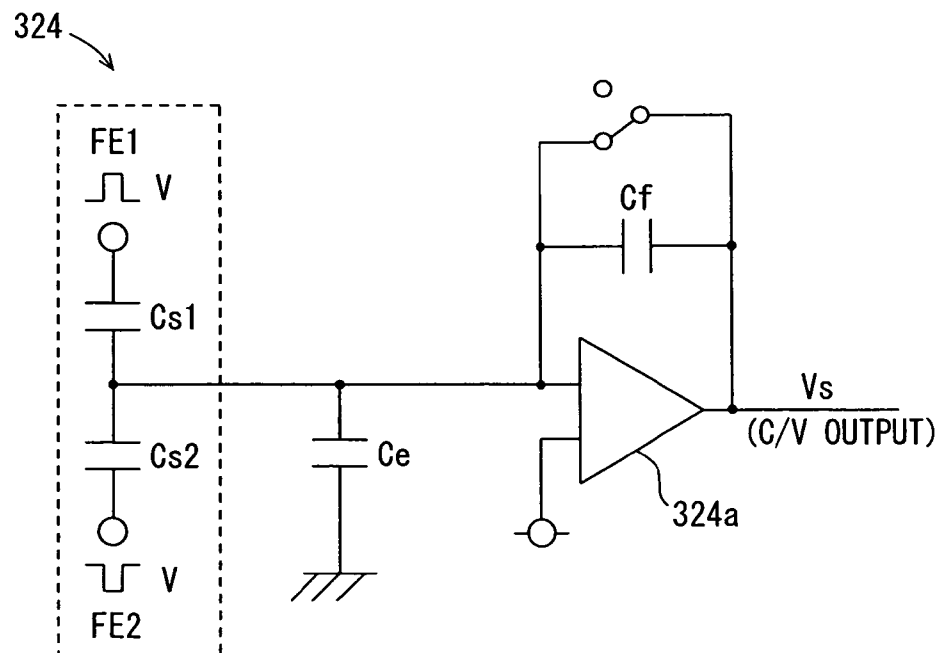 324
FE1
V
Cs1
Cs2
V
FE2
Ce
Cf
324a
Vs
(C/V OUTPUT)